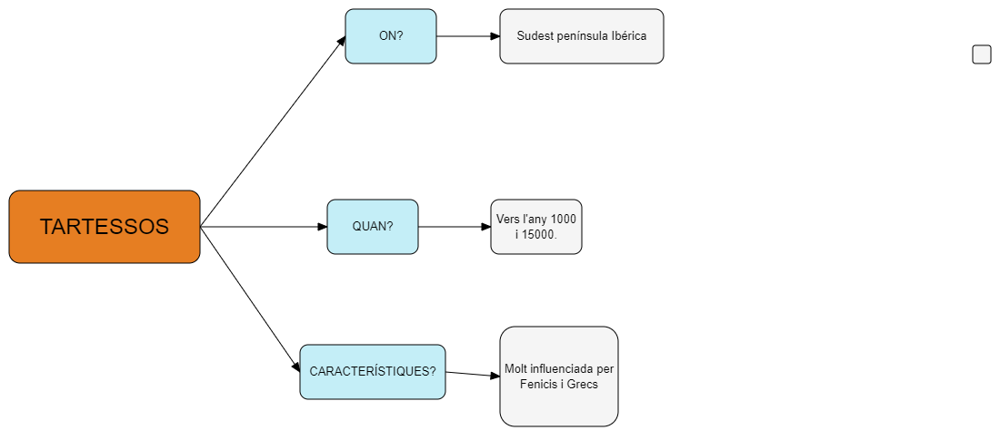 ON?
Sudest península Ibérica
TARTESSOS
QUAN?
Vers l'any 1000
i 15000.
CARACTERÍSTIQUES?
Molt influenciada per
Fenicis i Grecs